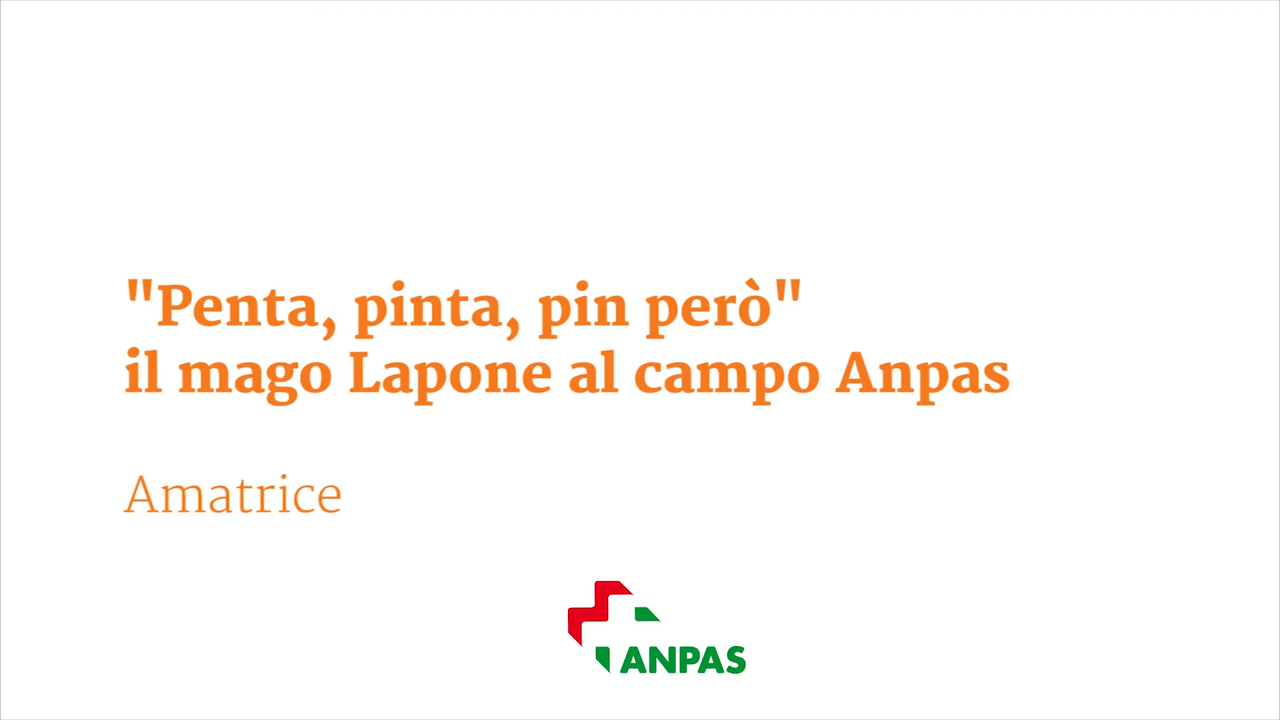 "Penta, pinta, pin però"
il mago Lapone al campo Anpas
Amatrice
ANPAS